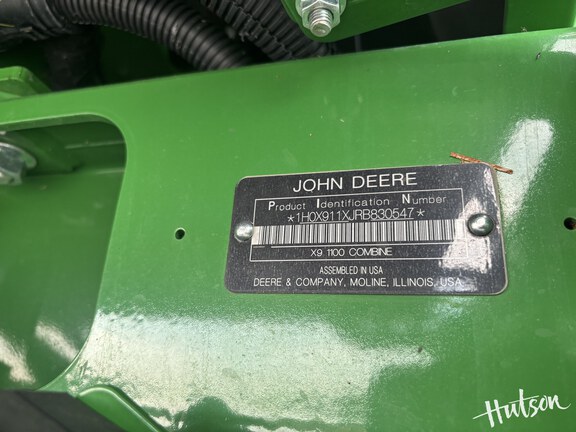 JOHN DEERE
Product Identification Number
*1H0X911XJRB830547*
X9 1100 COMBINE
ASSEMBLED IN USA
DEERE & COMPANY, MOLINE, ILLINOIS, USA
Hutson